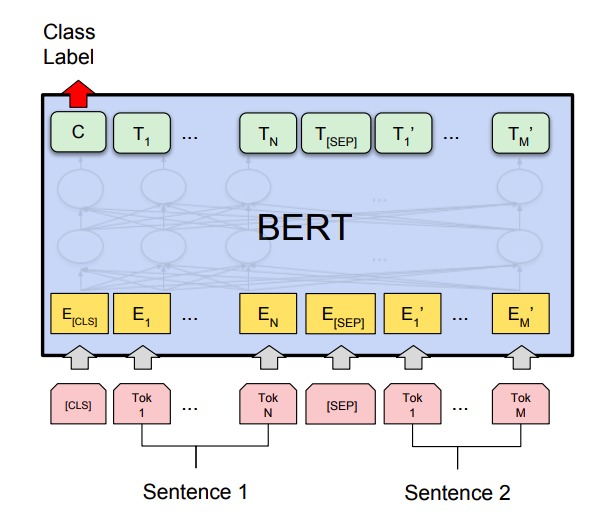 Class
Label
C T1 ... TN T[SEP] T1' ... TM'
...
BERT
...
E[CLS] E1 ... EN E[SEP] E1' ... EM'
[CLS] Tok 1 ... Tok N [SEP] Tok 1 ... Tok M
Sentence 1 Sentence 2